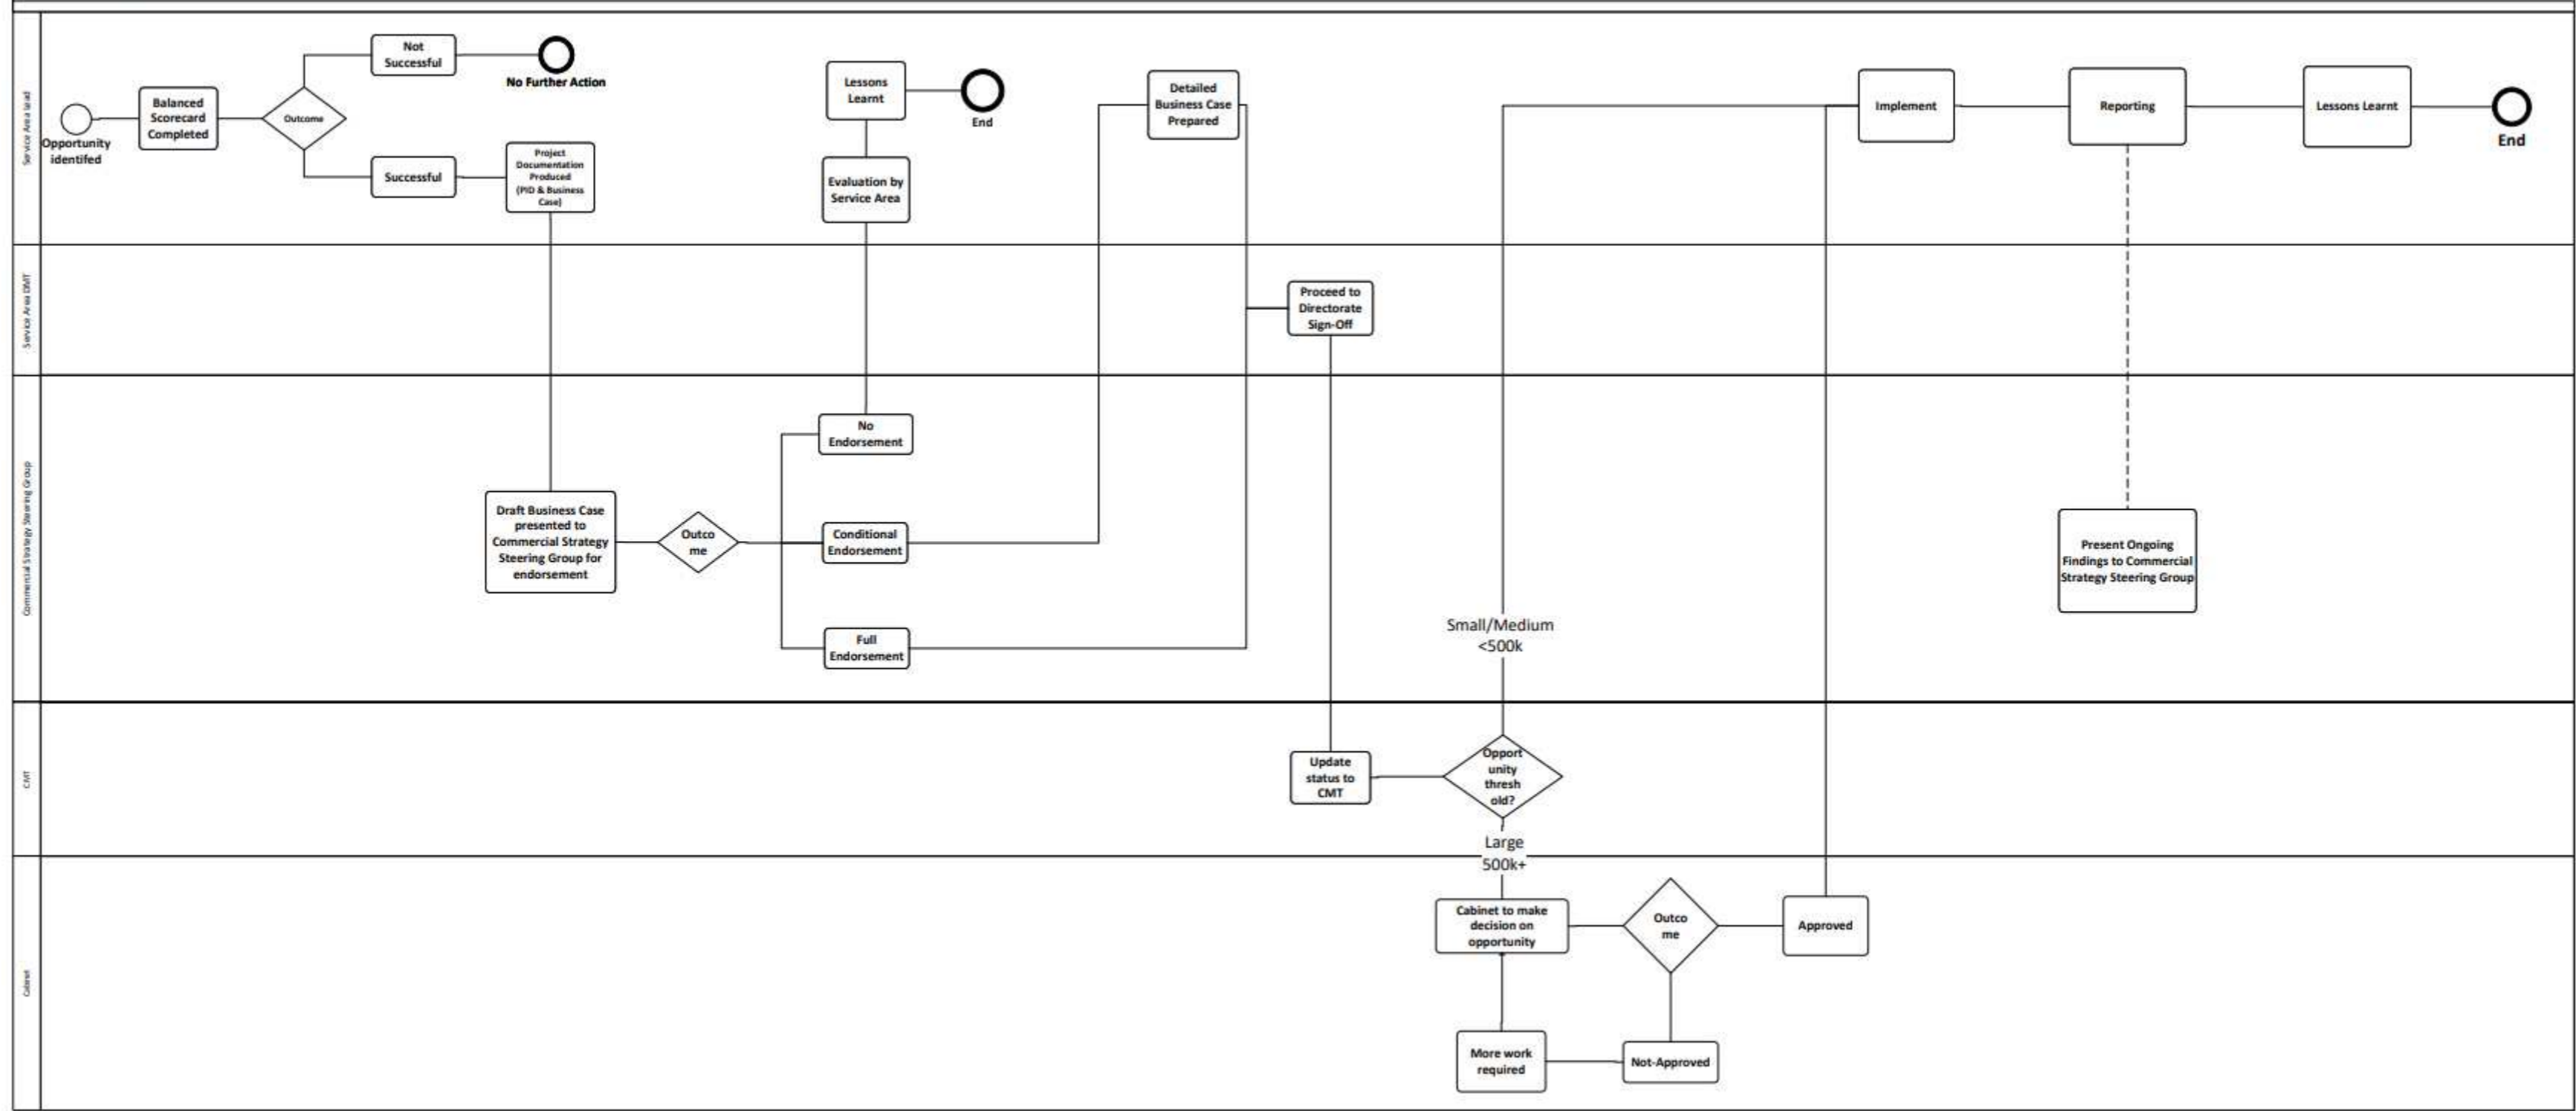 Service Area Lead
Opportunity
identifed
Balanced
Scorecard
Completed
Outcome
Not
Successful
No Further Action
Successful
Project
Documentation
Produced
(PID & Business
Case)
Lessons
Learnt
End
Evaluation by
Service Area
Detailed
Business Case
Prepared
Implement
Reporting
Lessons Learnt
End
Service Area DMT
Proceed to
Directorate
Sign-Off
Commercial Strategy Steering Group
Draft Business Case
presented to
Commercial Strategy
Steering Group for
endorsement
Outco
me
No
Endorsement
Conditional
Endorsement
Full
Endorsement
Small/Medium
<500k
Present Ongoing
Findings to Commercial
Strategy Steering Group
CMT
Update
status to
CMT
Opport
unity
thresh
old?
Large
500k+
Cabinet
Cabinet to make
decision on
opportunity
Outco
me
Approved
More work
required
Not-Approved